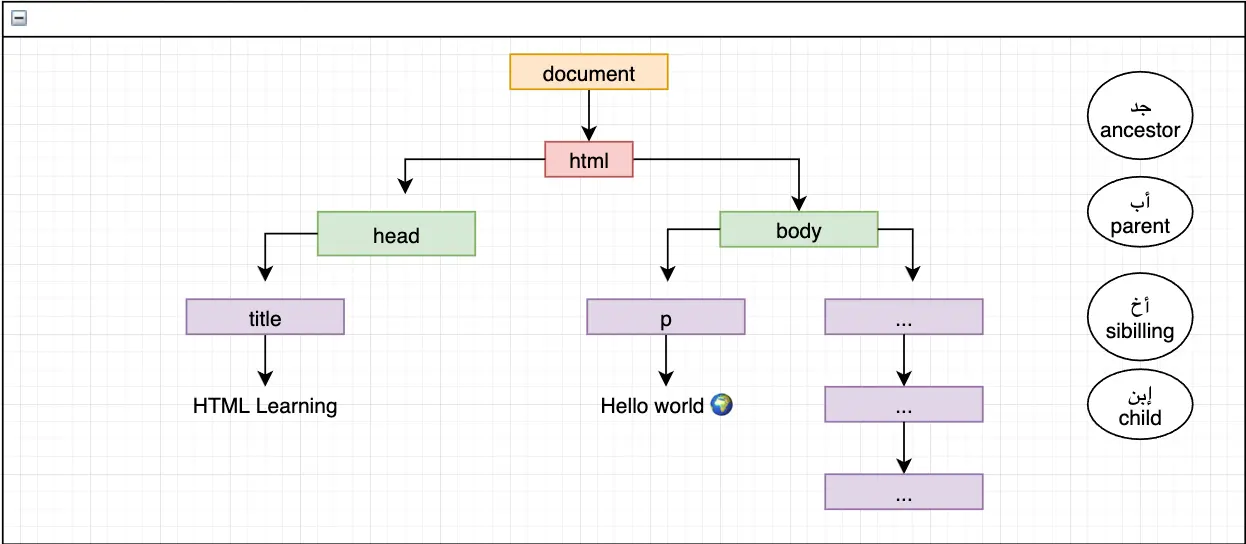 document
html
head
body
title
p
...
HTML Learning
Hello world 🌍
...
...
جد
ancestor
أب
parent
أخ
sibilling
إبن
child